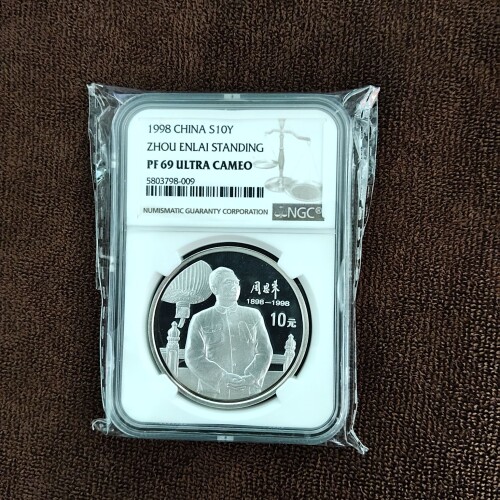 1998 CHINA S10Y
ZHOU ENLAI STANDING
PF 69 ULTRA CAMEO
5803798-009
NUMISMATIC GUARANTY CORPORATION
NGC®
周恩来
1898-1998
10元